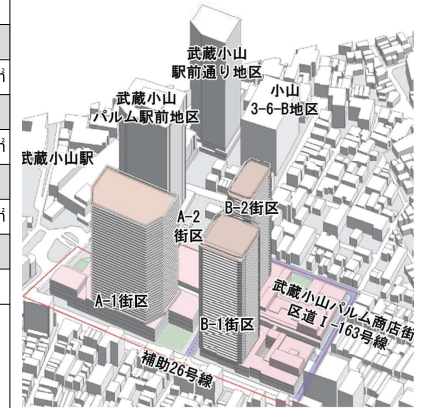 ㎡
㎡
㎡
武蔵小山
駅前通り地区
武蔵小山
パルム駅前地区
小山
3-6-B地区
武蔵小山駅
A-2
街区
B-2街区
A-1街区
B-1街区
武蔵小山パルム商店街
区道Ⅰ-163号線
補助26号線